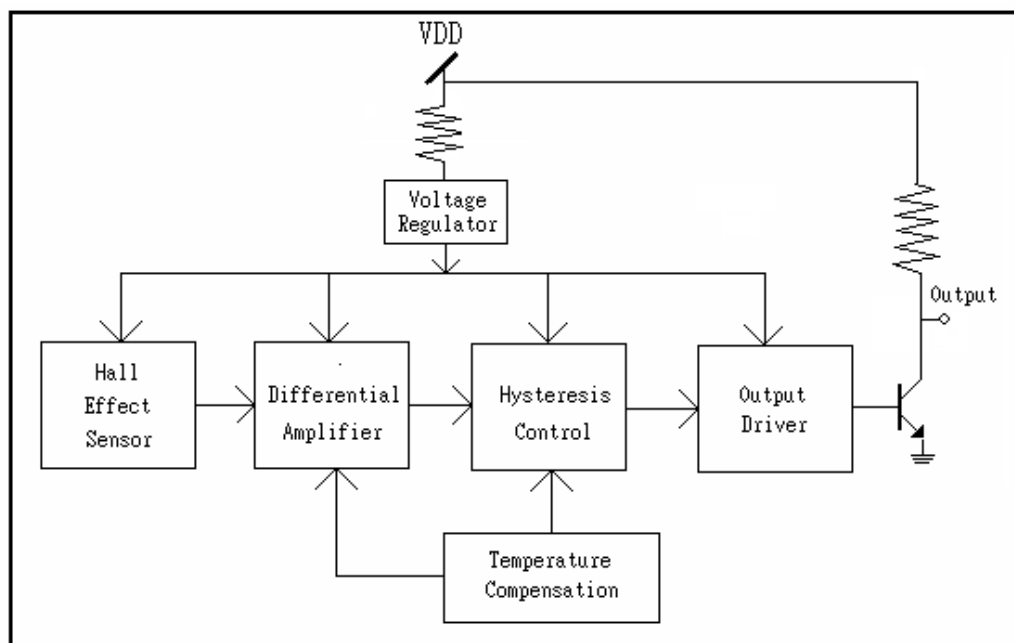 VDD
Voltage
Regulator
Output
Hall
Effect
Sensor
Differential
Amplifier
Hysteresis
Control
Output
Driver
Temperature
Compensation